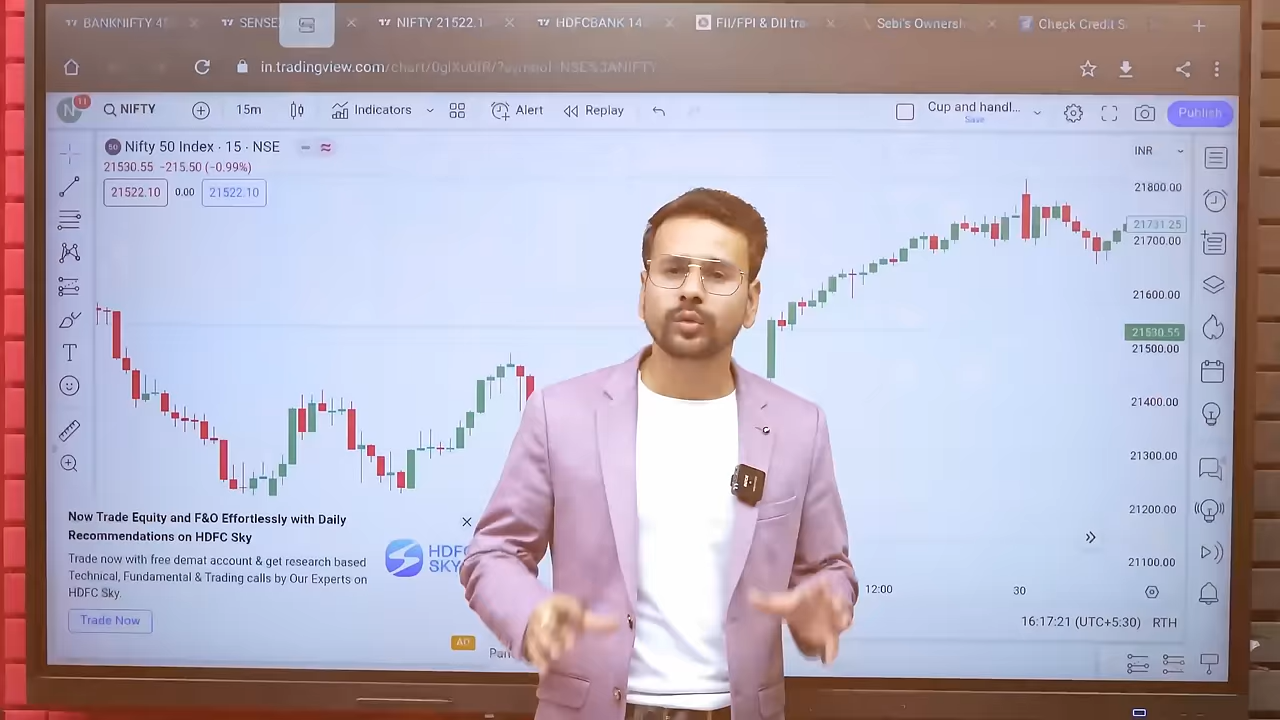 BANKNIFTY
SENSEX
NIFTY 21522.1
HDFCBANK 14
FII/FPI & DII tra
Sebi's Ownersh
Check Credit S
in.tradingview.com/chart/
N
11
NIFTY
15m
Indicators
Alert
Replay
Cup and handl...
Save
Publish
50
Nifty 50 Index · 15 · NSE
21530.55 −215.50 (−0.99%)
21522.10
0.00
21522.10
INR
21800.00
21731.25
21700.00
21600.00
21530.55
21500.00
21400.00
21300.00
21200.00
21100.00
Now Trade Equity and F&O Effortlessly with Daily
Recommendations on HDFC Sky
Trade now with free demat account & get research based
Technical, Fundamental & Trading calls by Our Experts on
HDFC Sky.
Trade Now
HDFC
SKY
AD
12:00
30
16:17:21 (UTC+5:30)
RTH